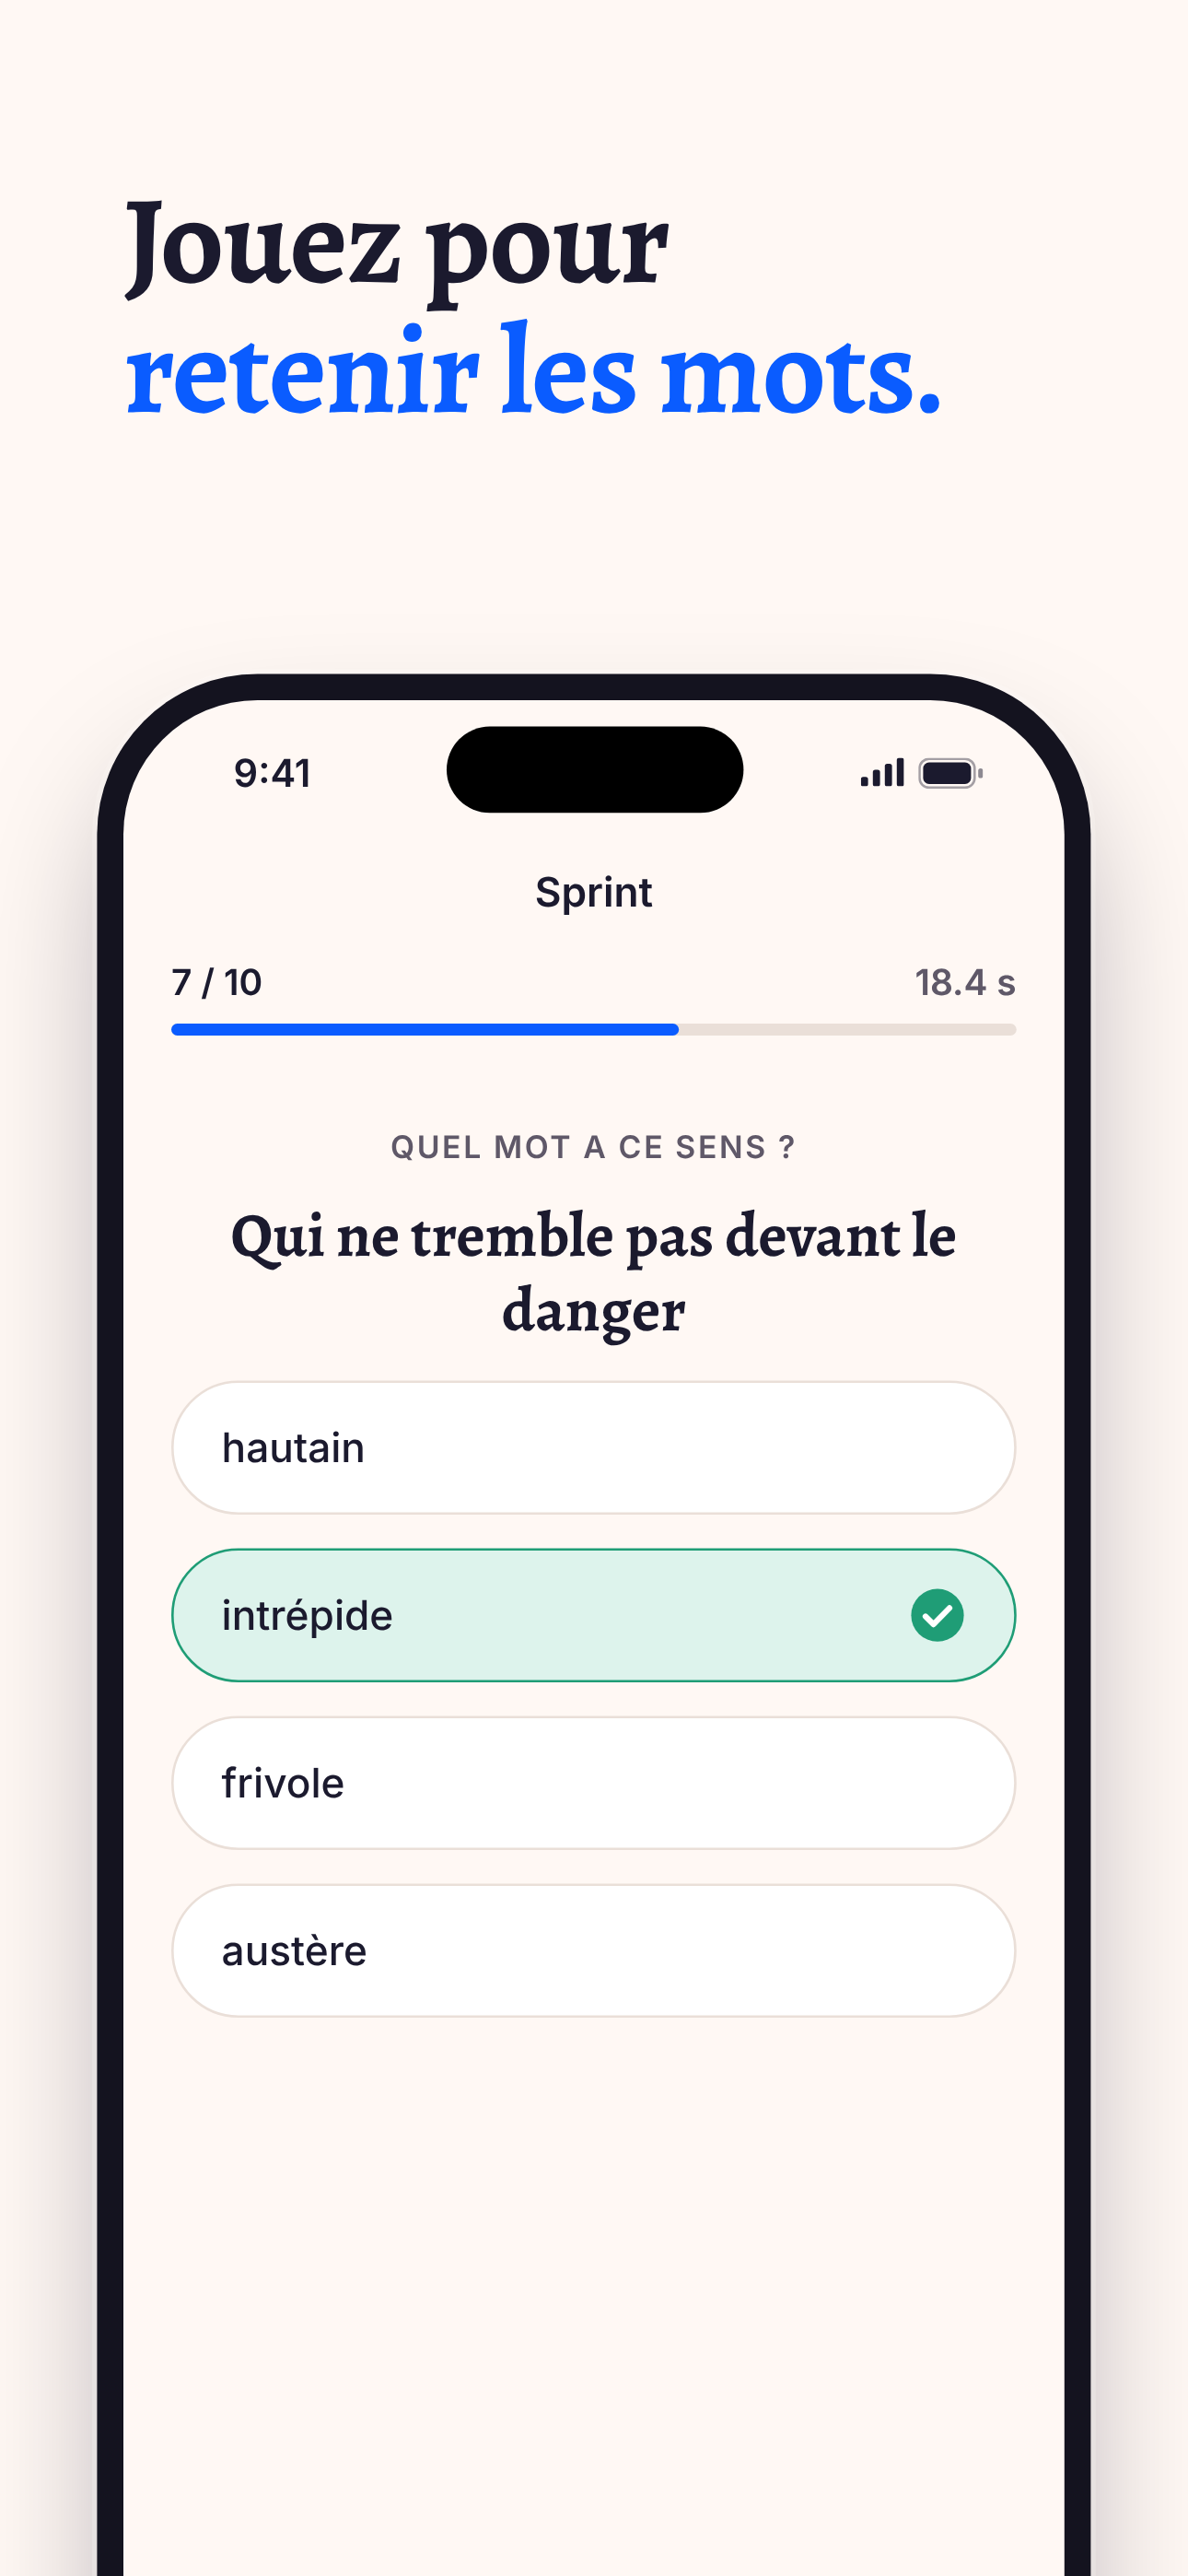 Jouez pour
retenir les mots.
9:41
Sprint
7 / 10
18.4 s
QUEL MOT A CE SENS ?
Qui ne tremble pas devant le
danger
hautain
intrépide
frivole
austère